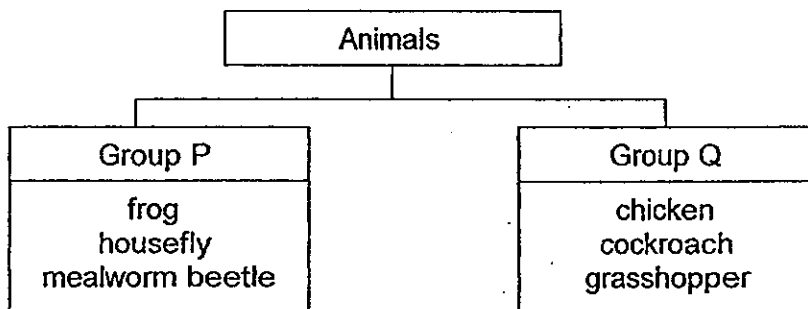 Animals
Group P
frog
housefly
mealworm beetle
Group Q
chicken
cockroach
grasshopper